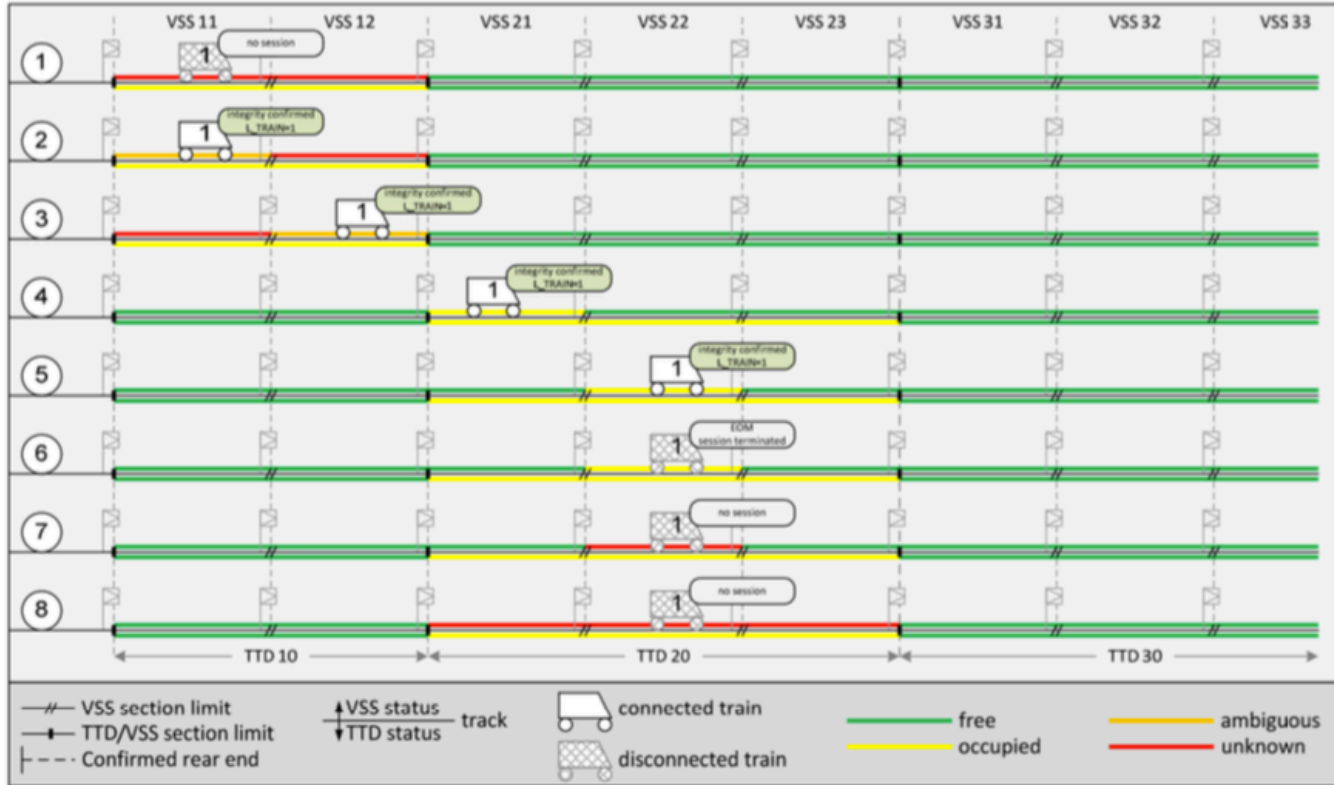 VSS 11 VSS 12 VSS 21 VSS 22 VSS 23 VSS 31 VSS 32 VSS 33
1
1
no session
2
1
integrity confirmed
L_TRAIN=1
3
1
integrity confirmed
L_TRAIN=1
4
1
integrity confirmed
L_TRAIN=1
5
1
integrity confirmed
L_TRAIN=1
6
1
EOM
session terminated
7
1
no session
8
1
no session
TTD 10 TTD 20 TTD 30
VSS section limit
TTD/VSS section limit
Confirmed rear end
VSS status
TTD status
track
connected train
disconnected train
free
occupied
ambiguous
unknown